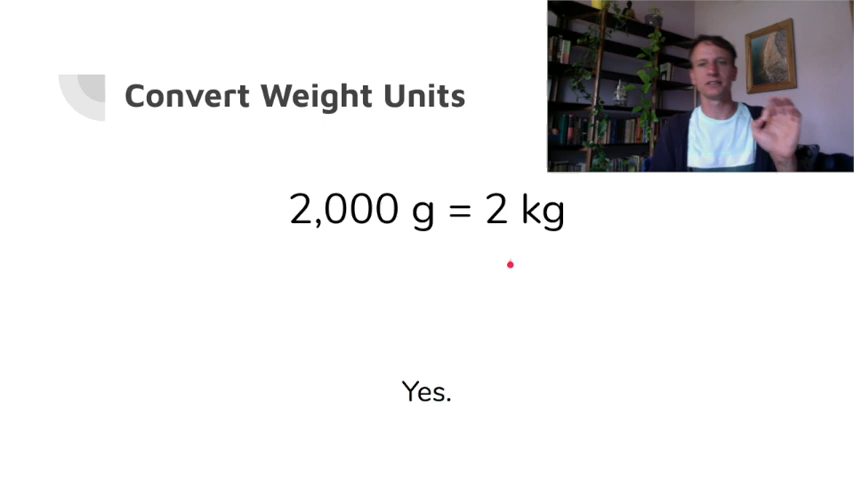 Convert Weight Units
2,000 g = 2 kg
Yes.